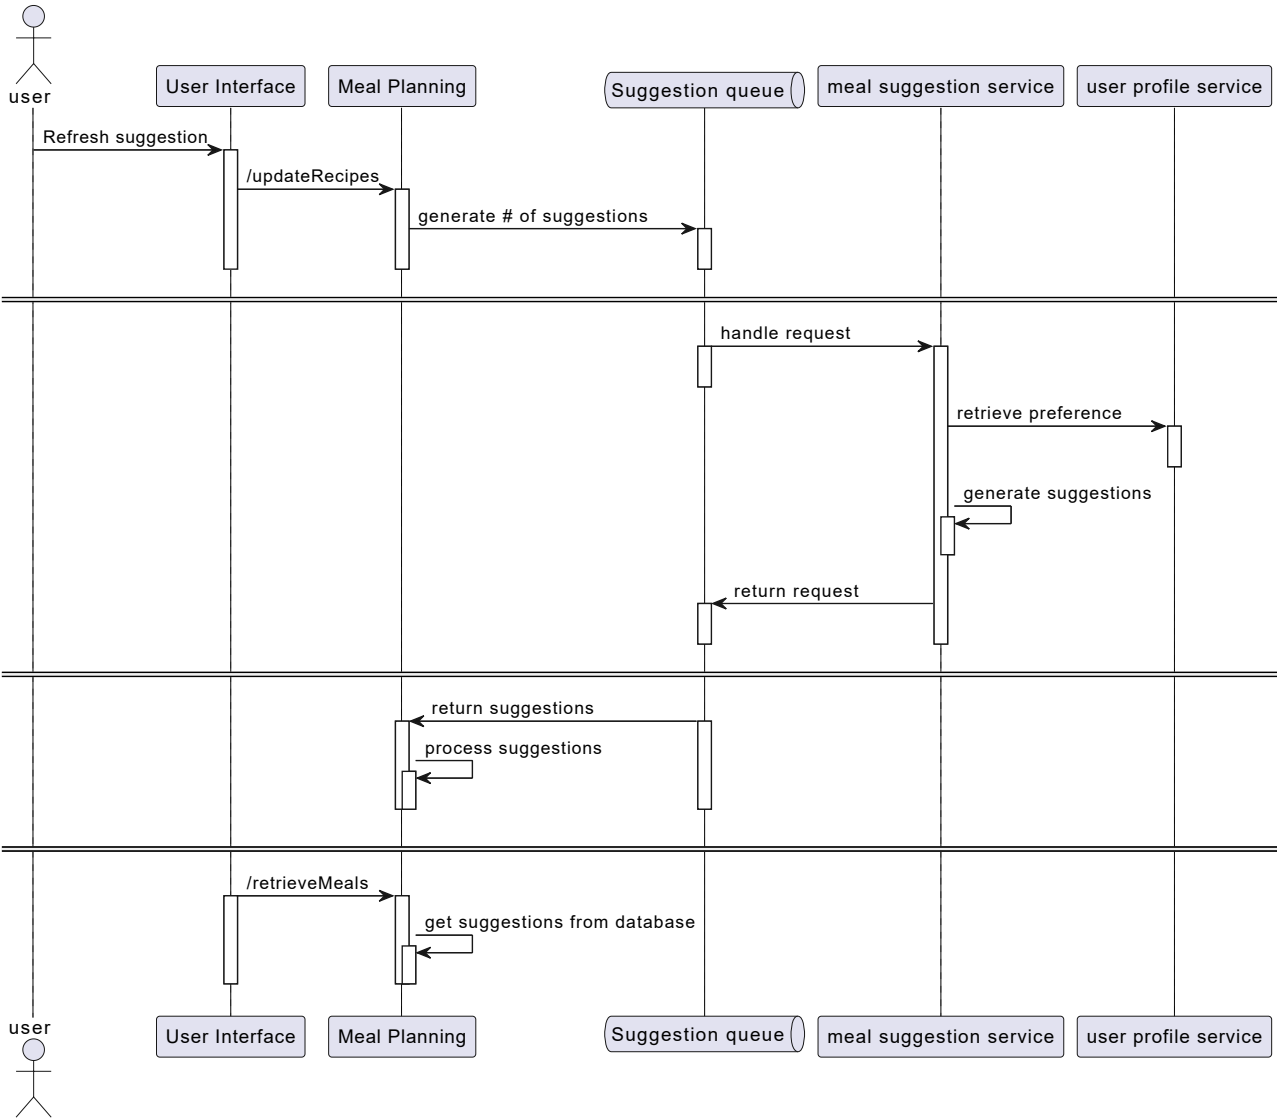 user
User Interface
Meal Planning
Suggestion queue
meal suggestion service
user profile service
Refresh suggestion
/updateRecipes
generate # of suggestions
handle request
retrieve preference
generate suggestions
return request
return suggestions
process suggestions
/retrieveMeals
get suggestions from database
user
User Interface
Meal Planning
Suggestion queue
meal suggestion service
user profile service